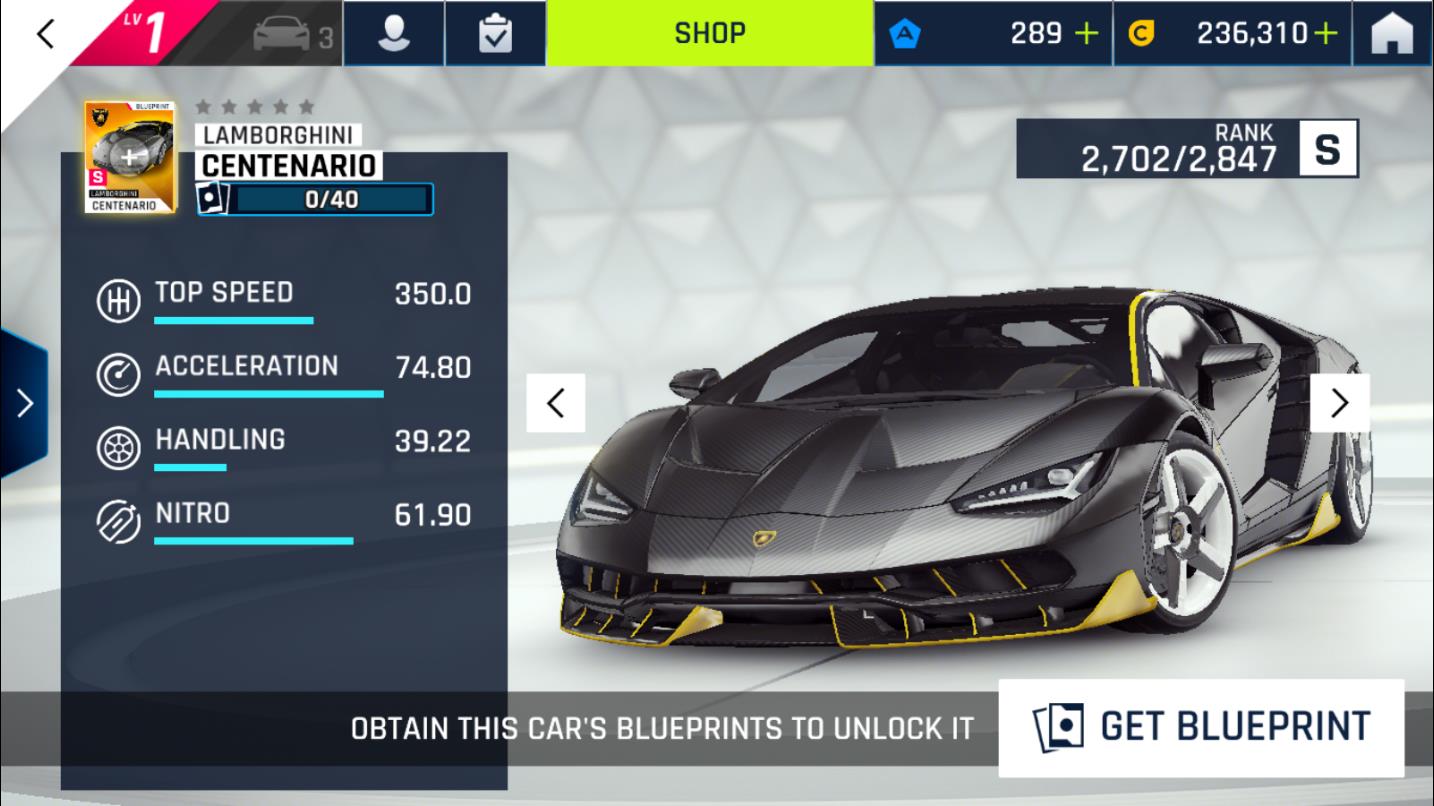 LV 1
3
SHOP
289 +
236,310 +
BLUEPRINT
S
LAMBORGHINI
CENTENARIO
LAMBORGHINI
CENTENARIO
0/40
RANK
2,702/2,847
S
TOP SPEED 350.0
ACCELERATION 74.80
HANDLING 39.22
NITRO 61.90
OBTAIN THIS CAR'S BLUEPRINTS TO UNLOCK IT
GET BLUEPRINT